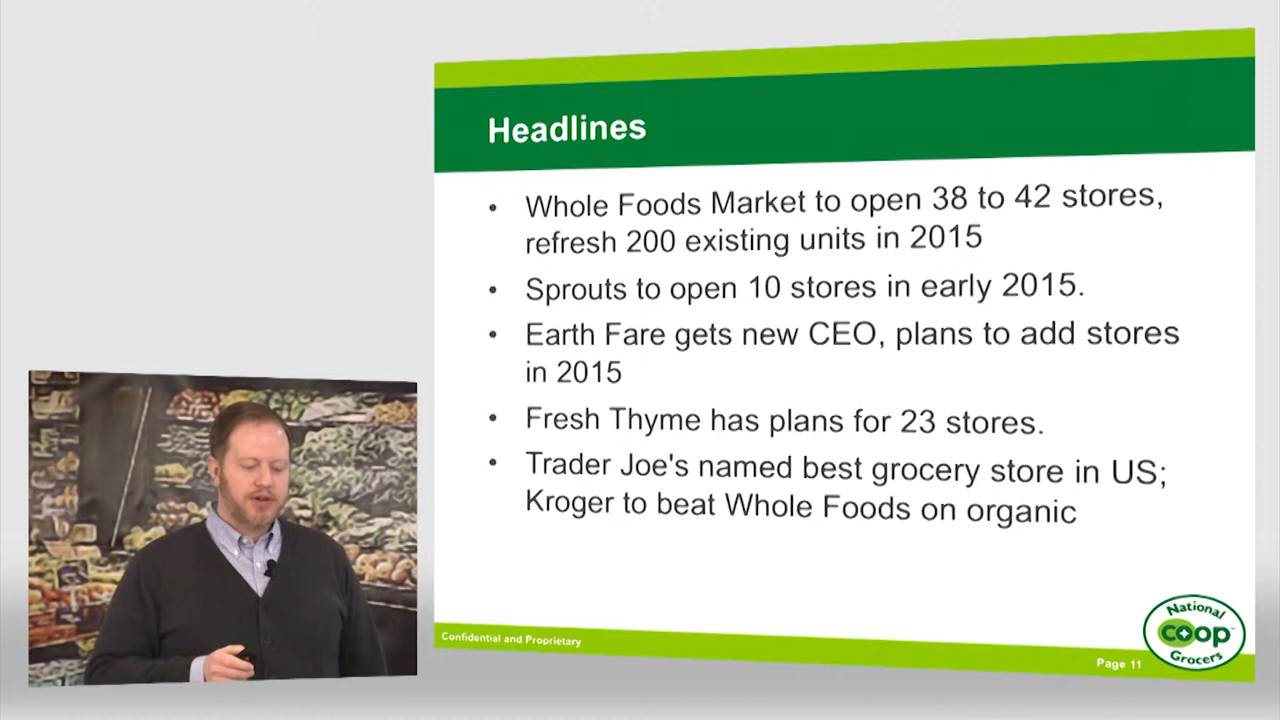 Headlines
• Whole Foods Market to open 38 to 42 stores,
refresh 200 existing units in 2015
• Sprouts to open 10 stores in early 2015.
• Earth Fare gets new CEO, plans to add stores
in 2015
• Fresh Thyme has plans for 23 stores.
• Trader Joe's named best grocery store in US;
Kroger to beat Whole Foods on organic
Confidential and Proprietary
Page 11
National
co+op
Grocers